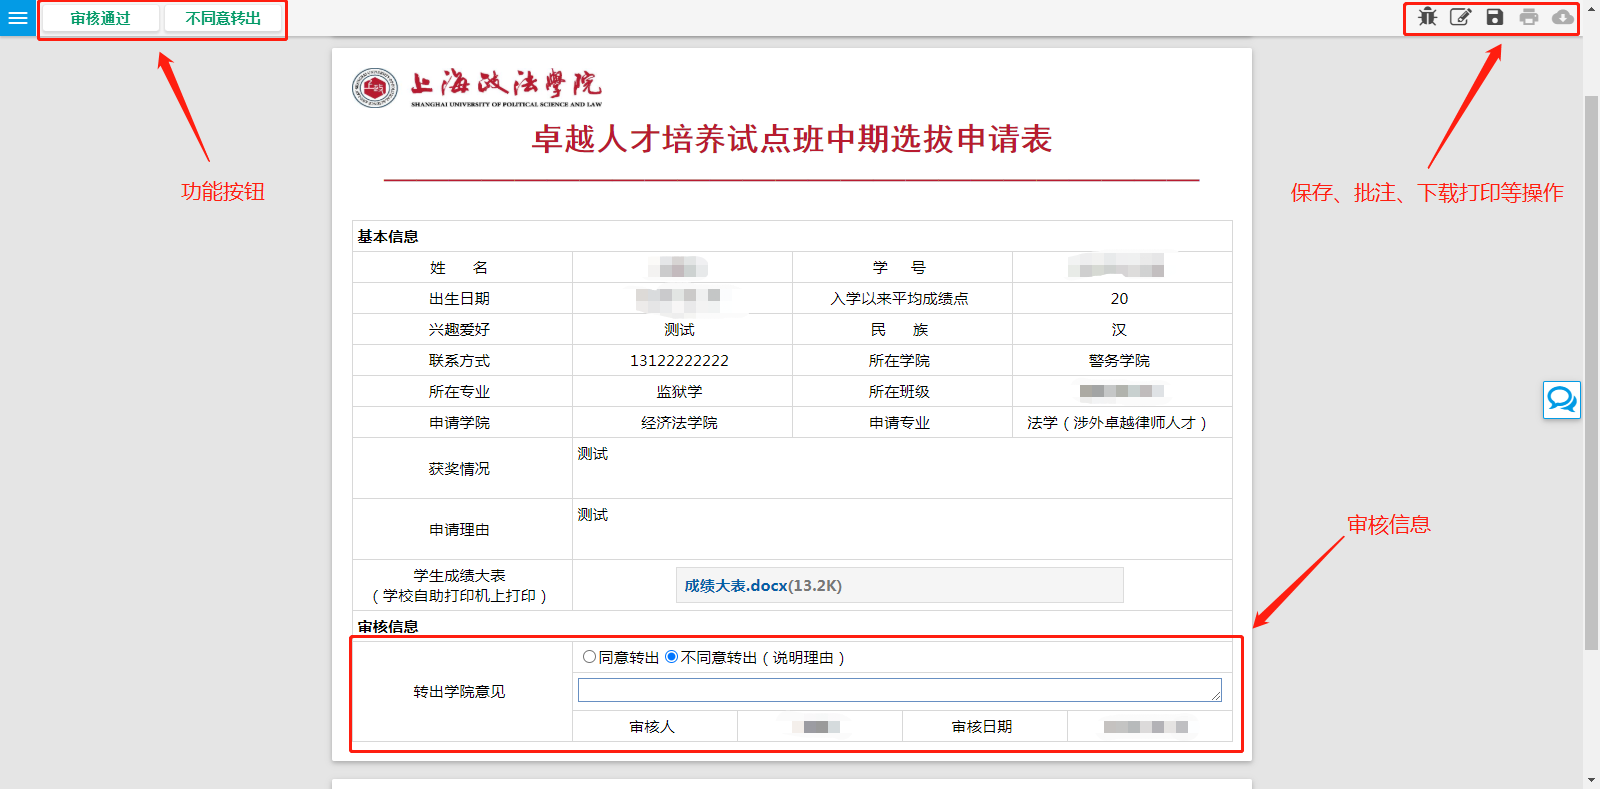 审核通过 不同意转出
上海政法學院
SHANGHAI UNIVERSITY OF POLITICAL SCIENCE AND LAW
卓越人才培养试点班中期选拔申请表
功能按钮
保存、批注、下载打印等操作
基本信息
姓 名 学 号
出生日期 入学以来平均成绩点 20
兴趣爱好 测试 民 族 汉
联系方式 13122222222 所在学院 警务学院
所在专业 监狱学 所在班级
申请学院 经济法学院 申请专业 法学（涉外卓越律师人才）
获奖情况 测试
申请理由 测试
审核信息
学生成绩大表
（学校自助打印机上打印）
成绩大表.docx(13.2K)
审核信息
转出学院意见
同意转出 不同意转出（说明理由）
审核人 审核日期